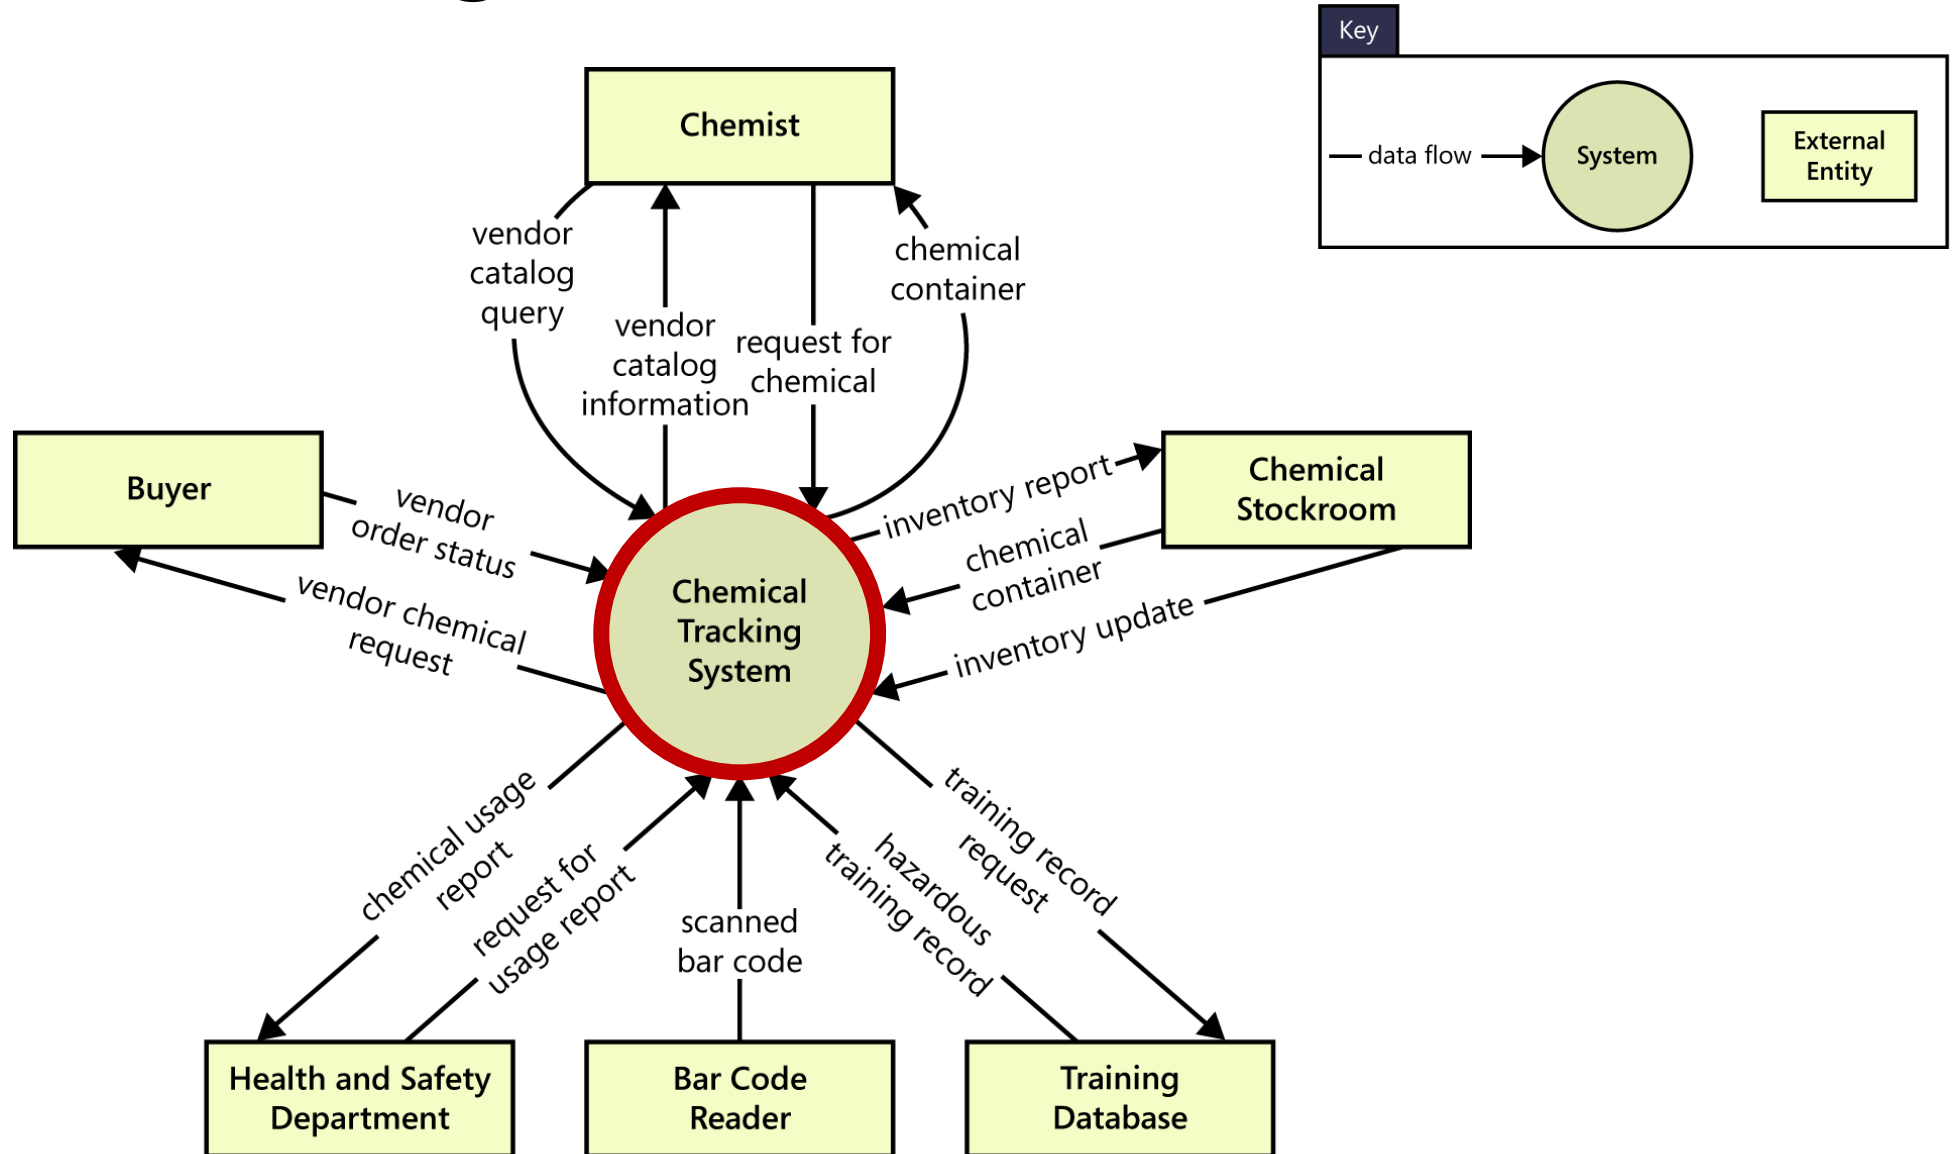 Key
data flow
System
External
Entity
Chemist
vendor
catalog
query
vendor
catalog
information
request for
chemical
chemical
container
Buyer
vendor
order status
vendor chemical
request
Chemical
Tracking
System
inventory report
chemical
container
inventory update
Chemical
Stockroom
chemical usage
report
request for
usage report
scanned
bar code
hazardous
training record
training record
request
Health and Safety
Department
Bar Code
Reader
Training
Database